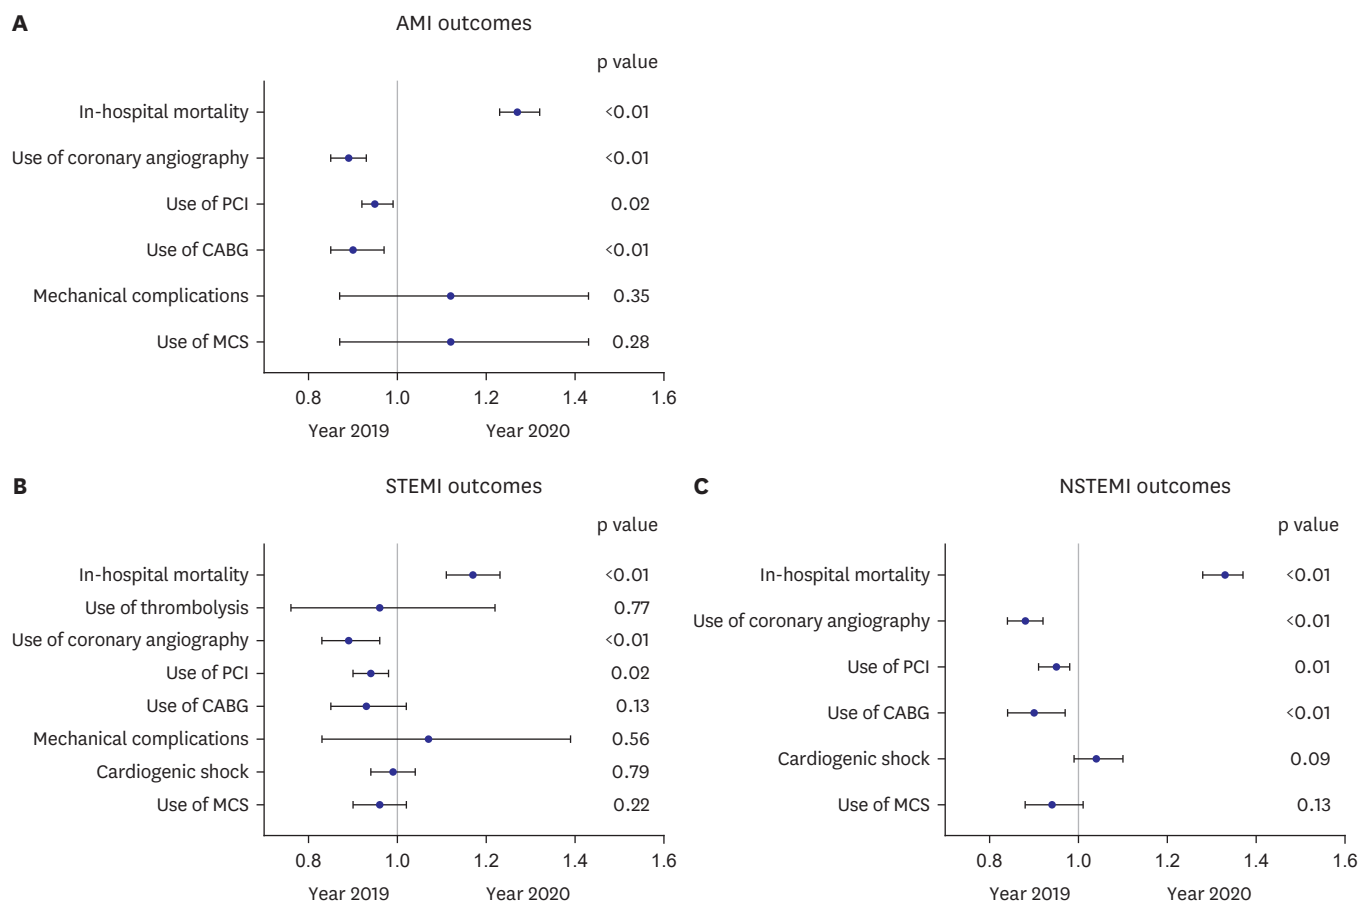 A
AMI outcomes
p value
In-hospital mortality <0.01
Use of coronary angiography <0.01
Use of PCI 0.02
Use of CABG <0.01
Mechanical complications 0.35
Use of MCS 0.28
0.8 1.0 1.2 1.4 1.6
Year 2019 Year 2020
B
STEMI outcomes
p value
In-hospital mortality <0.01
Use of thrombolysis 0.77
Use of coronary angiography <0.01
Use of PCI 0.02
Use of CABG 0.13
Mechanical complications 0.56
Cardiogenic shock 0.79
Use of MCS 0.22
0.8 1.0 1.2 1.4 1.6
Year 2019 Year 2020
C
NSTEMI outcomes
p value
In-hospital mortality <0.01
Use of coronary angiography <0.01
Use of PCI 0.01
Use of CABG <0.01
Cardiogenic shock 0.09
Use of MCS 0.13
0.8 1.0 1.2 1.4 1.6
Year 2019 Year 2020